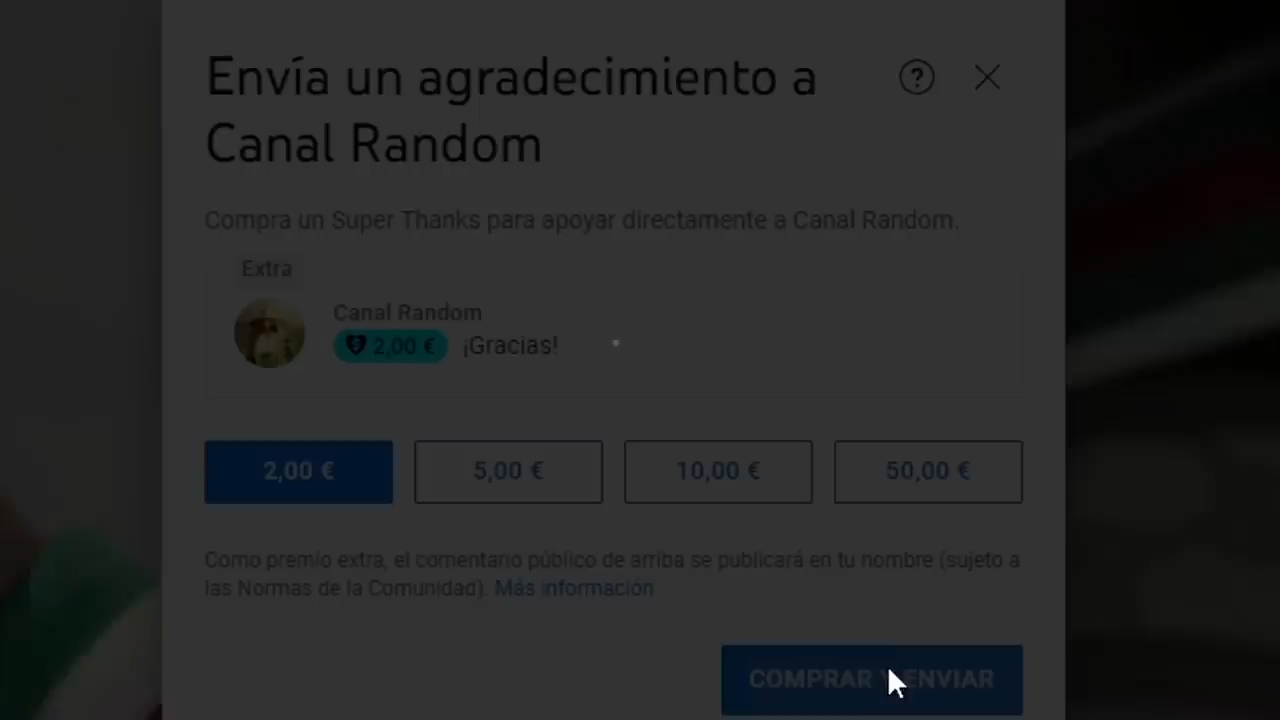 Envía un agradecimiento a
Canal Random
Compra un Super Thanks para apoyar directamente a Canal Random.
Extra
Canal Random
2,00 € ¡Gracias!
2,00 € 5,00 € 10,00 € 50,00 €
Como premio extra, el comentario público de arriba se publicará en tu nombre (sujeto a
las Normas de la Comunidad). Más información
COMPRAR Y ENVIAR